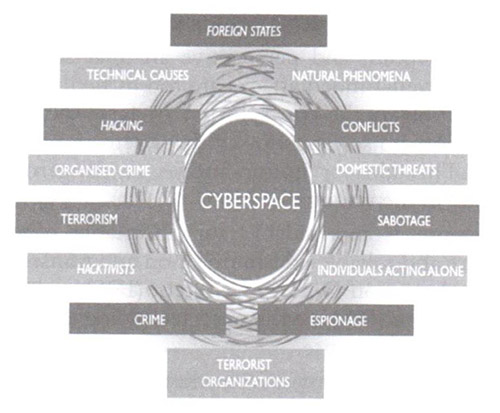 FOREIGN STATES
TECHNICAL CAUSES
NATURAL PHENOMENA
HACKING
CONFLICTS
ORGANISED CRIME
DOMESTIC THREATS
CYBERSPACE
TERRORISM
SABOTAGE
HACKTIVISTS
INDIVIDUALS ACTING ALONE
CRIME
ESPIONAGE
TERRORIST
ORGANIZATIONS